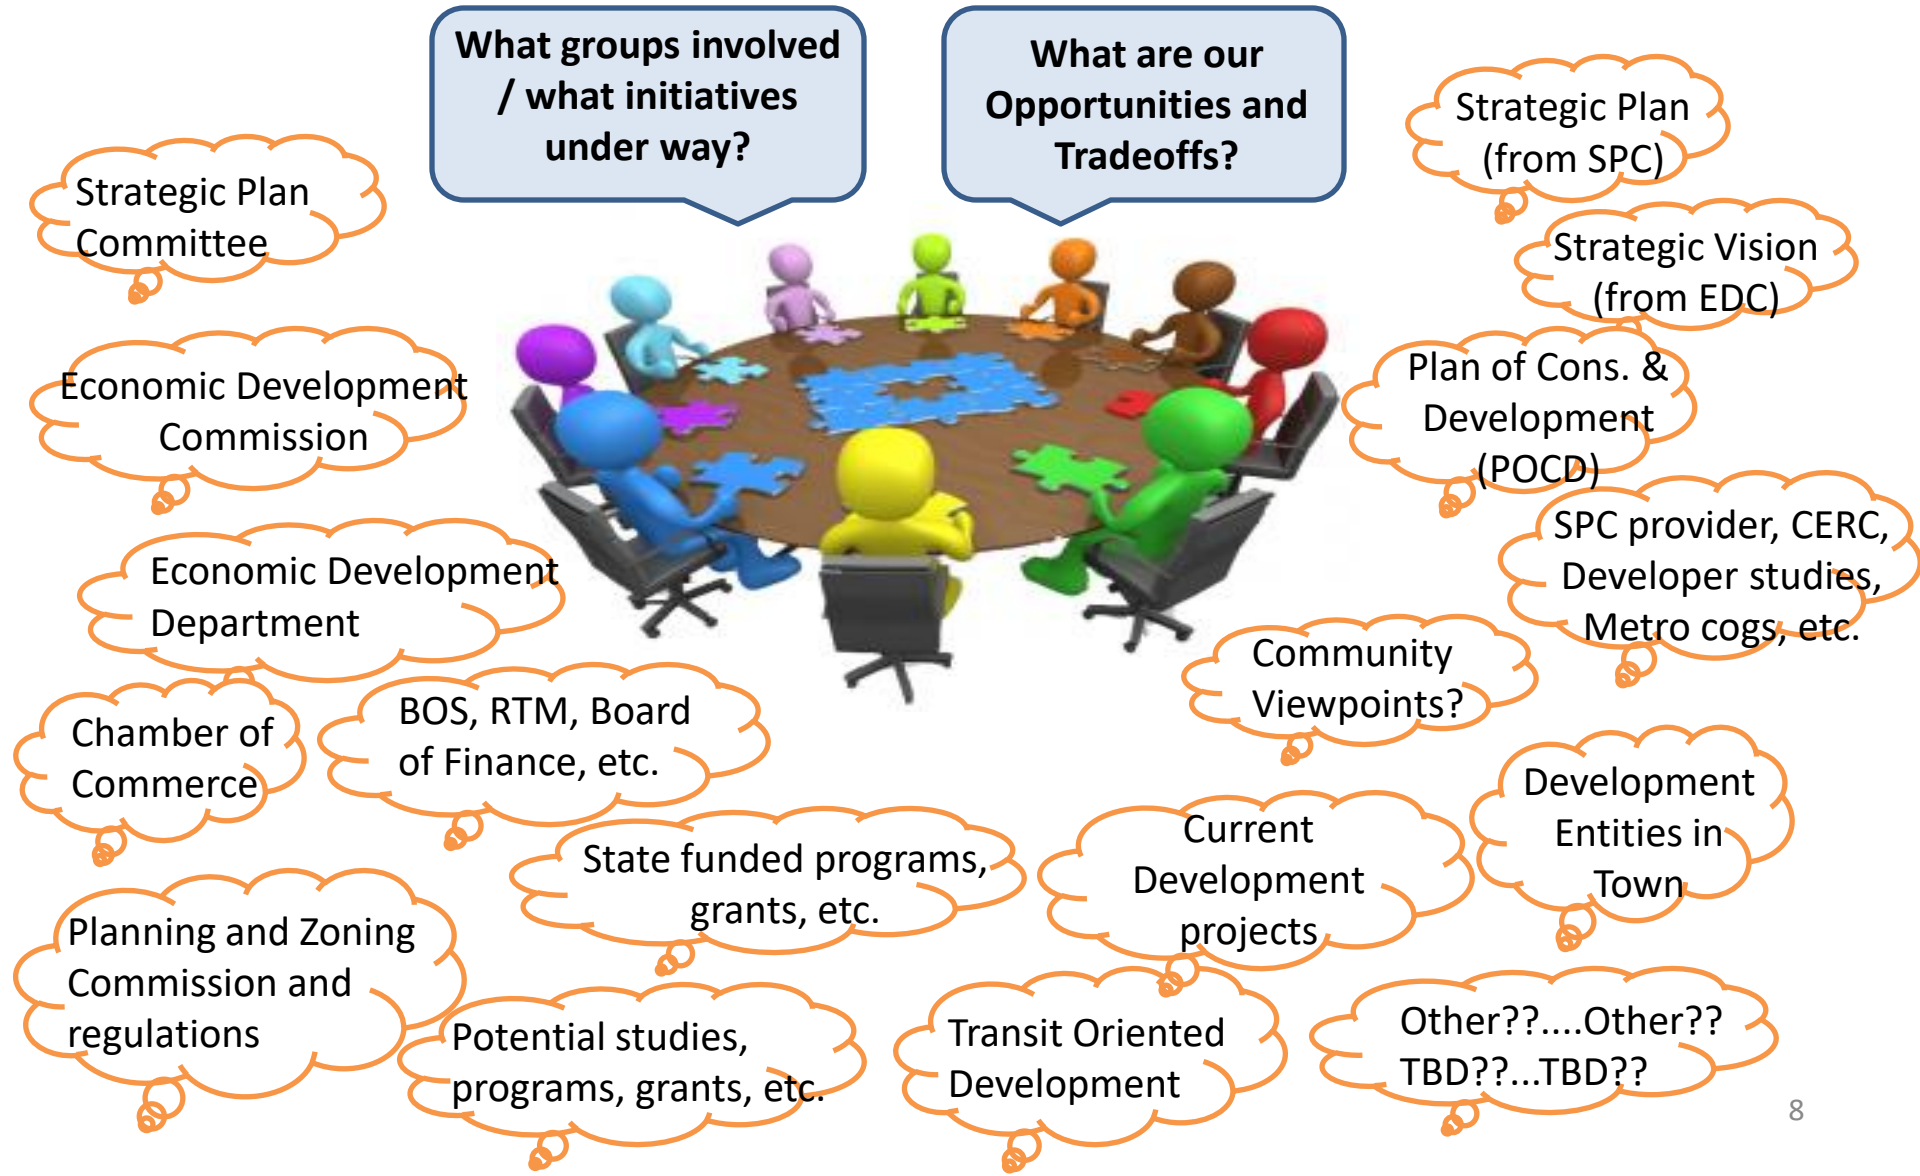 What groups involved
/ what initiatives
under way?
What are our
Opportunities and
Tradeoffs?
Strategic Plan
(from SPC)
Strategic Plan
Committee
Strategic Vision
(from EDC)
Economic Development
Commission
Plan of Cons. &
Development
(POCD)
SPC provider, CERC,
Developer studies,
Metro cogs, etc.
Economic Development
Department
Community
Viewpoints?
Chamber of
Commerce
BOS, RTM, Board
of Finance, etc.
Development
Entities in
Town
State funded programs,
grants, etc.
Current
Development
projects
Planning and Zoning
Commission and
regulations
Potential studies,
programs, grants, etc.
Transit Oriented
Development
Other??....Other??
TBD??...TBD??
8